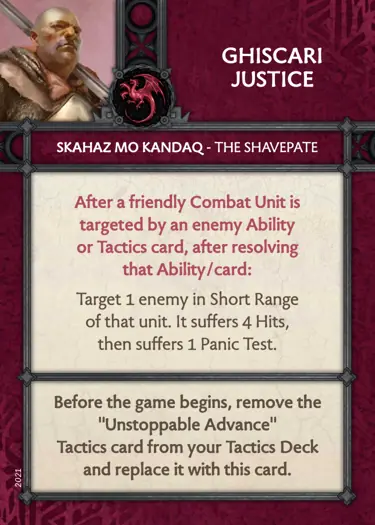 GHISCARI
JUSTICE
SKAHAZ MO KANDAQ - THE SHAVEPATE
After a friendly Combat Unit is
targeted by an enemy Ability
or Tactics card, after resolving
that Ability/card:
Target 1 enemy in Short Range
of that unit. It suffers 4 Hits,
then suffers 1 Panic Test.
Before the game begins, remove the
"Unstoppable Advance"
Tactics card from your Tactics Deck
and replace it with this card.
2021